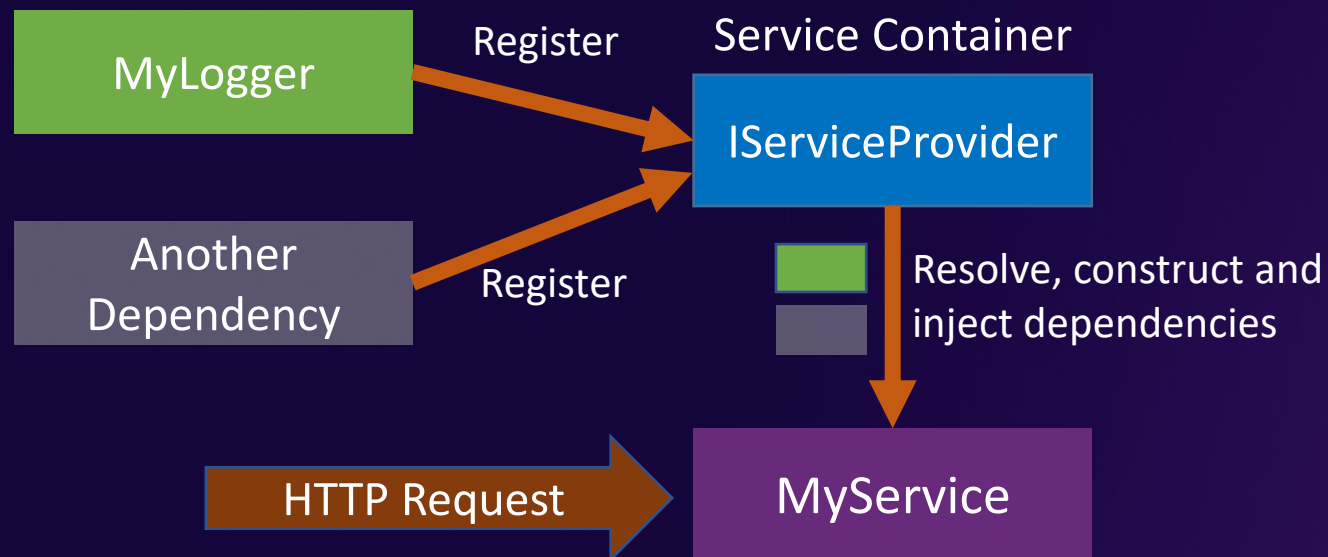 MyLogger
Register
Service Container
IServiceProvider
Another
Dependency
Register
Resolve, construct and
inject dependencies
HTTP Request
MyService